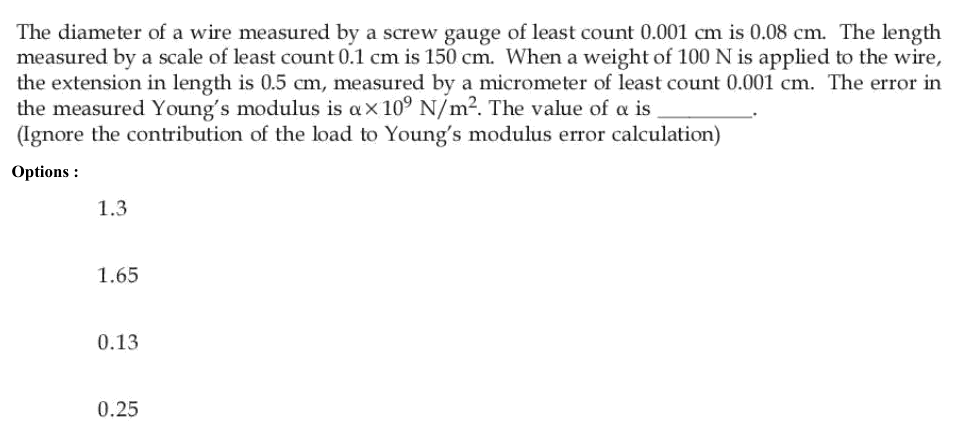 The diameter of a wire measured by a screw gauge of least count 0.001 cm is 0.08 cm. The length
measured by a scale of least count 0.1 cm is 150 cm. When a weight of 100 N is applied to the wire,
the extension in length is 0.5 cm, measured by a micrometer of least count 0.001 cm. The error in
the measured Young's modulus is α×10⁹ N/m². The value of α is ________.
(Ignore the contribution of the load to Young's modulus error calculation)
Options :
1.3
1.65
0.13
0.25